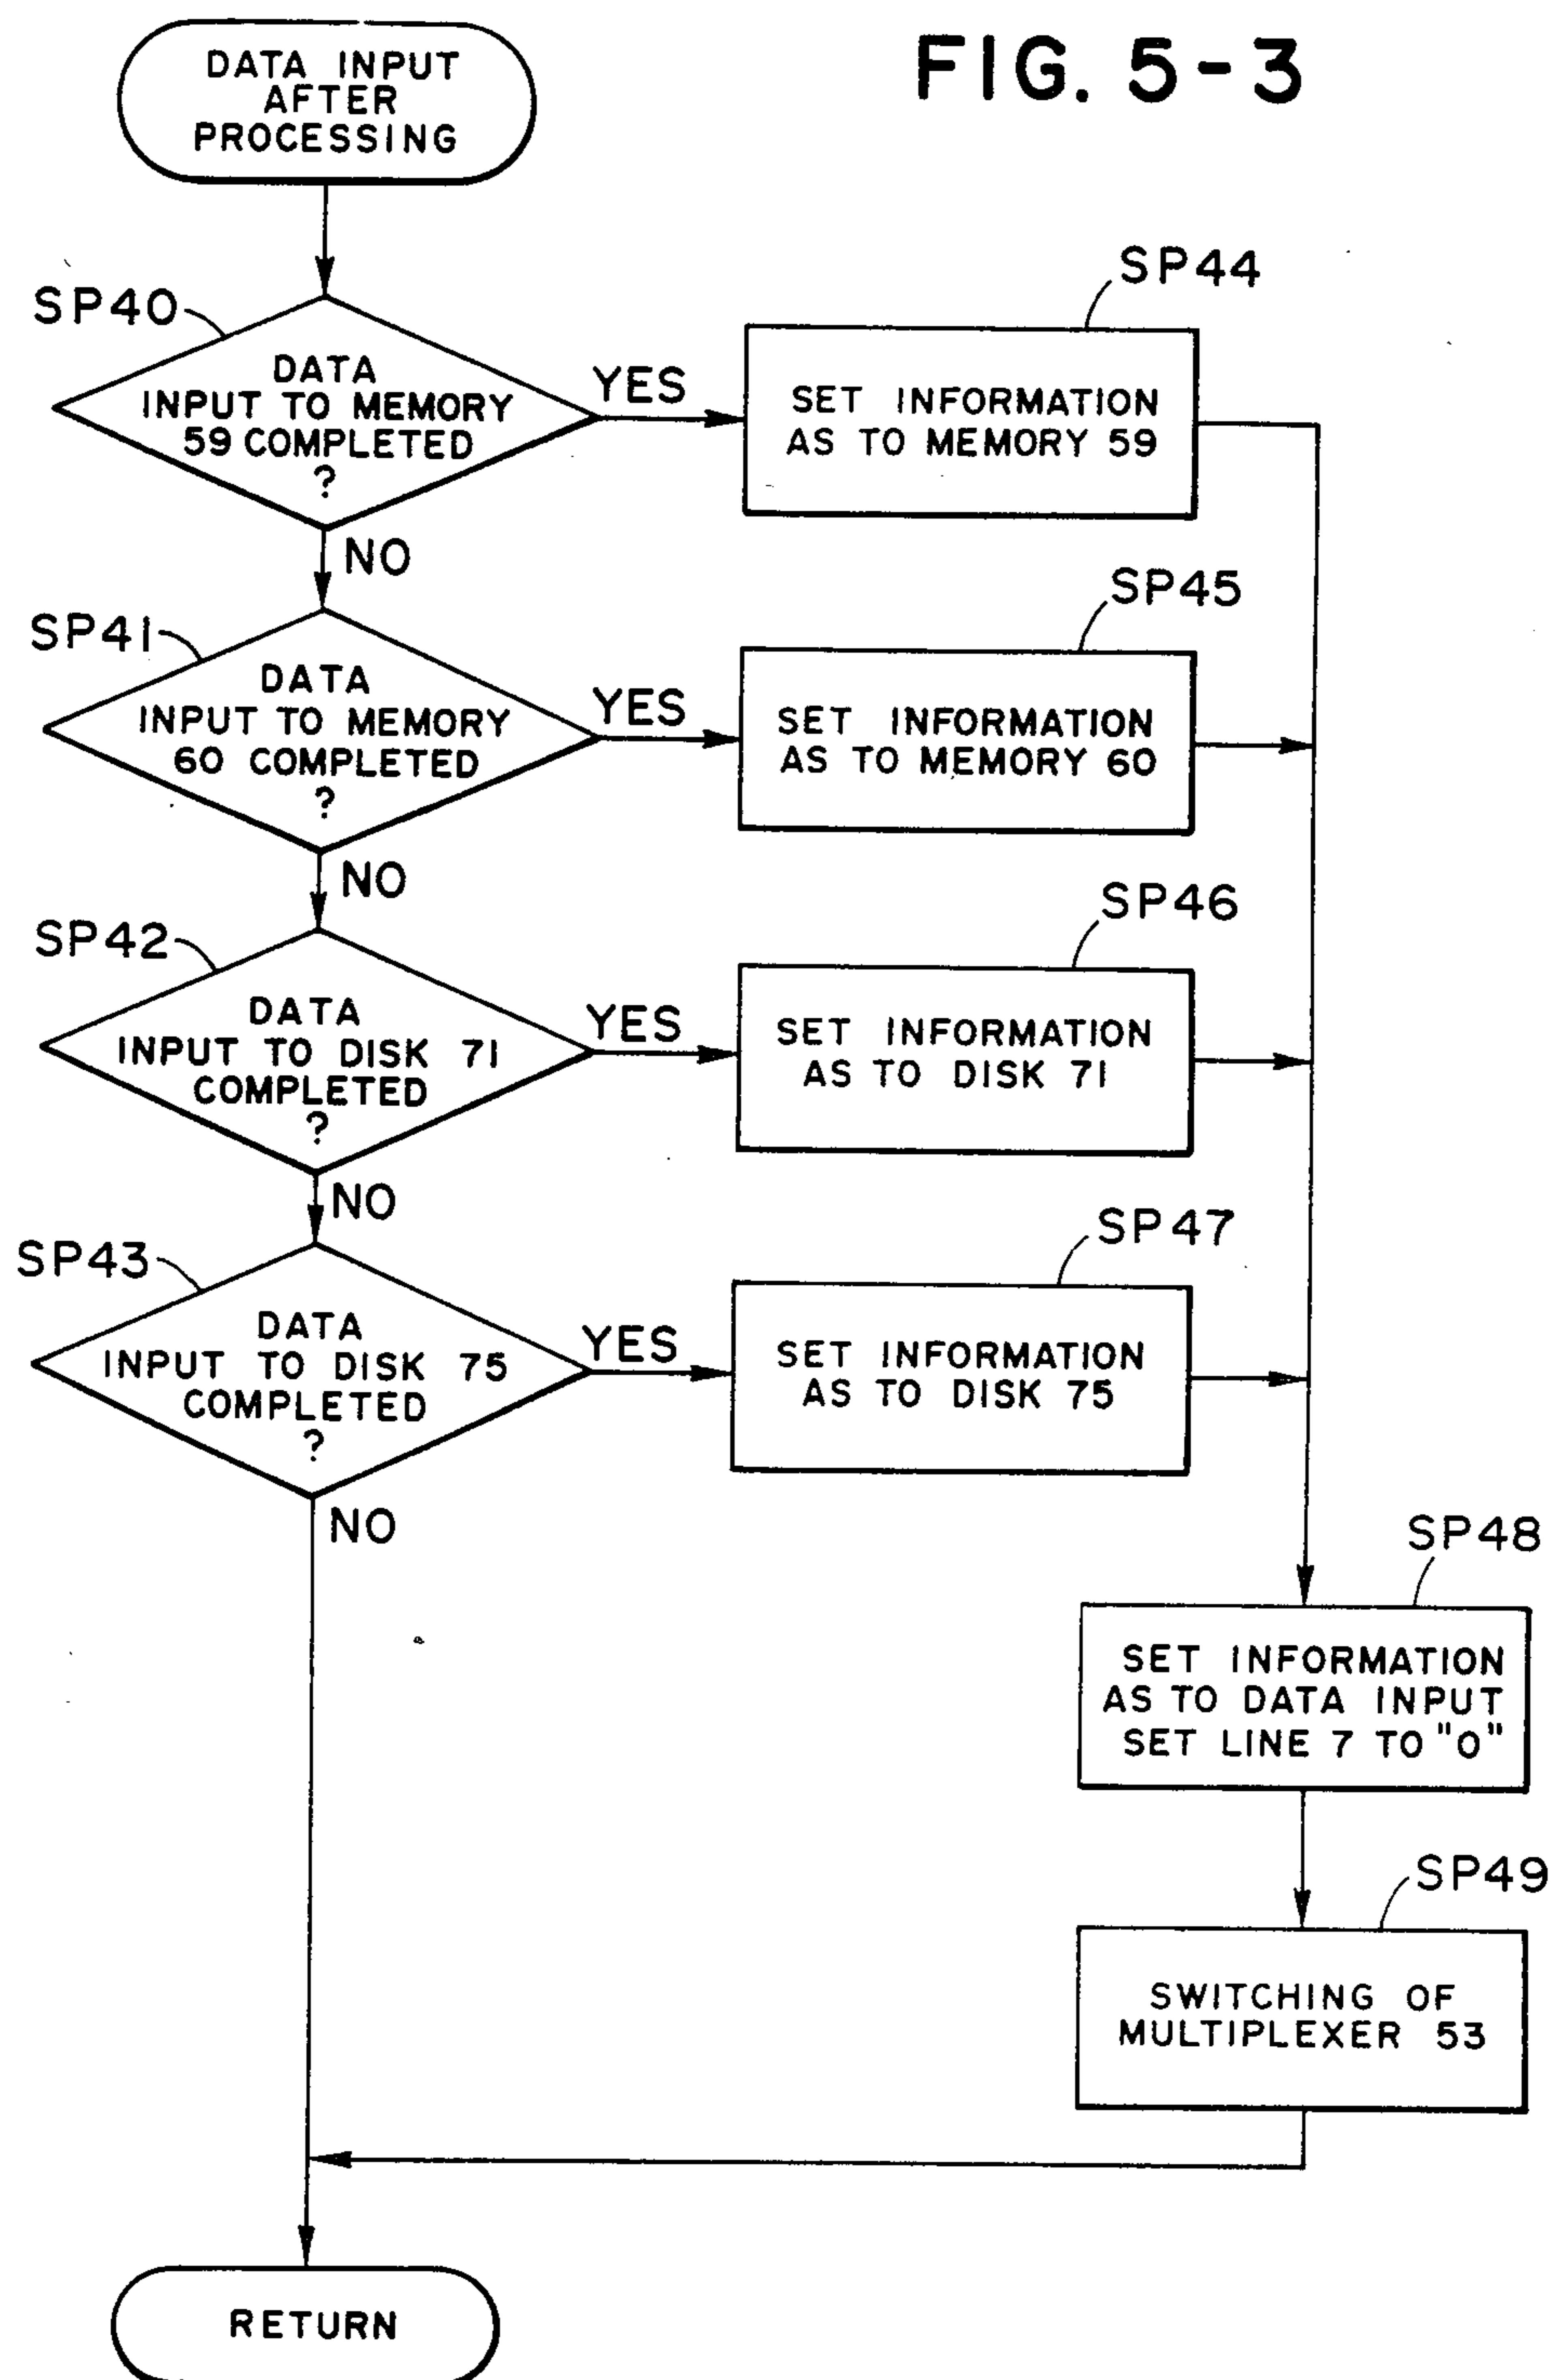 FIG. 5-3
DATA INPUT
AFTER
PROCESSING
SP40
DATA
INPUT TO MEMORY
59 COMPLETED
?
YES
NO
SP44
SET INFORMATION
AS TO MEMORY 59
SP41
DATA
INPUT TO MEMORY
60 COMPLETED
?
YES
NO
SP45
SET INFORMATION
AS TO MEMORY 60
SP42
DATA
INPUT TO DISK 71
COMPLETED
?
YES
NO
SP46
SET INFORMATION
AS TO DISK 71
SP43
DATA
INPUT TO DISK 75
COMPLETED
?
YES
NO
SP47
SET INFORMATION
AS TO DISK 75
SP48
SET INFORMATION
AS TO DATA INPUT
SET LINE 7 TO "O"
SP49
SWITCHING OF
MULTIPLEXER 53
RETURN